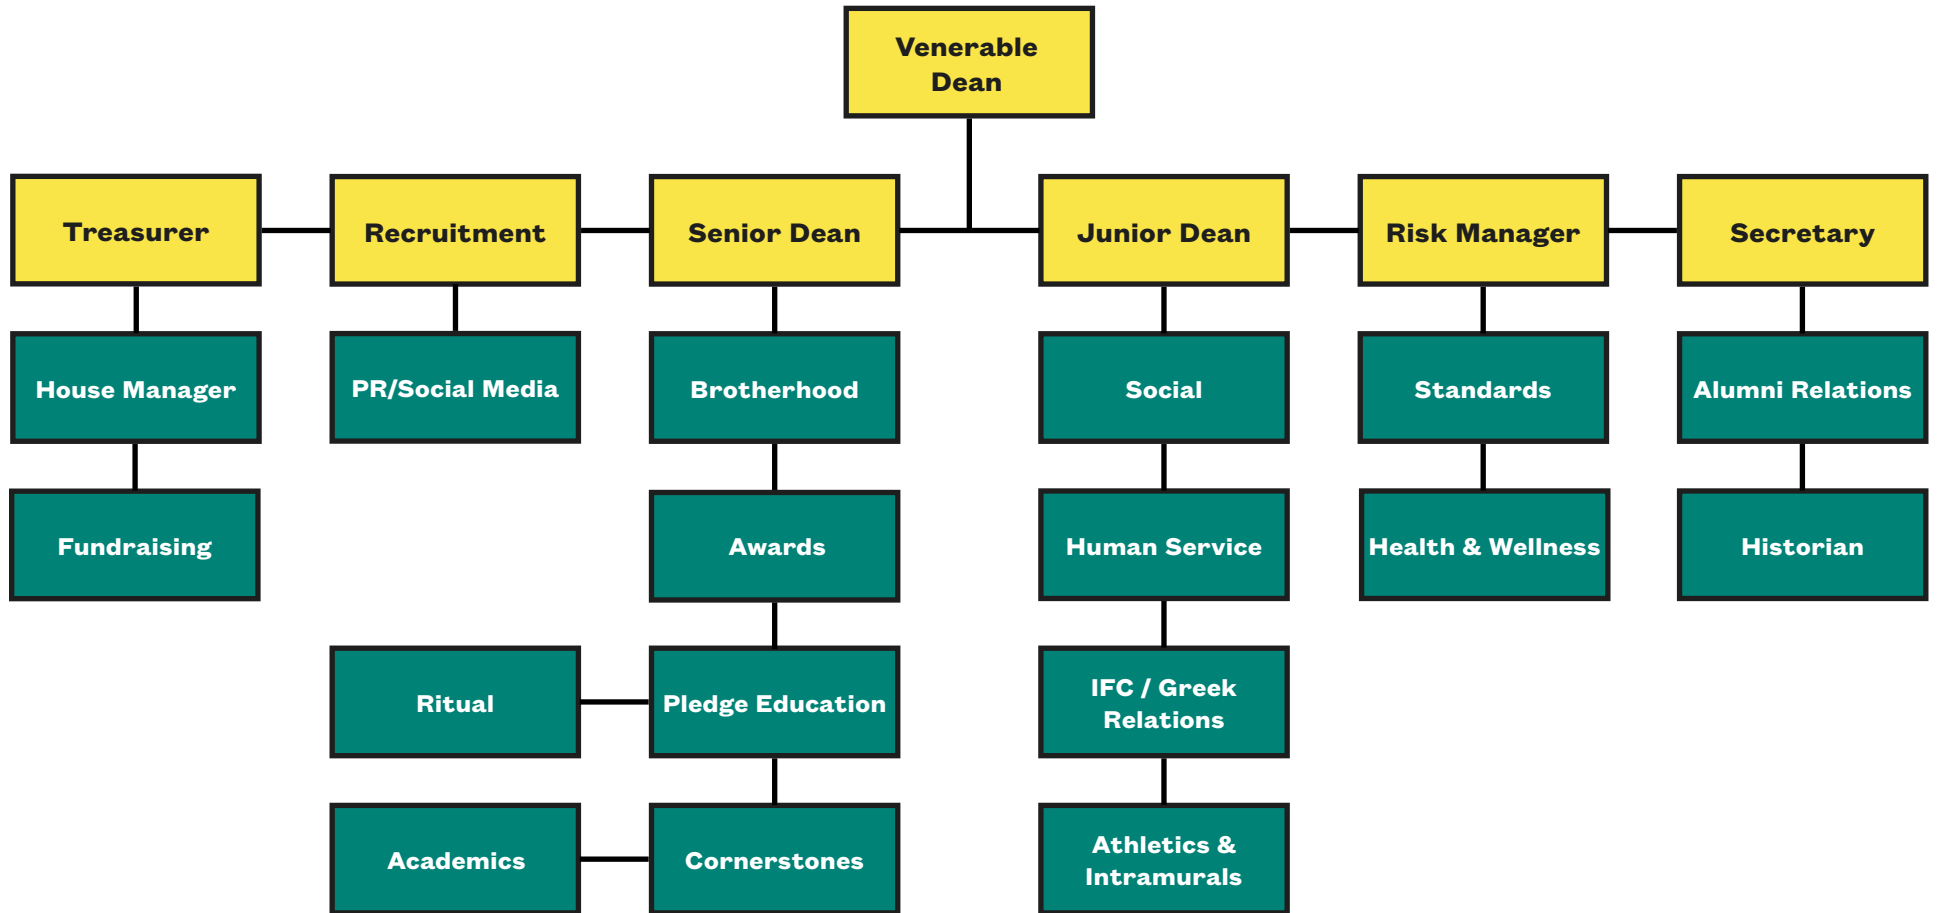 Venerable
Dean
Treasurer
Recruitment
Senior Dean
Junior Dean
Risk Manager
Secretary
House Manager
PR/Social Media
Brotherhood
Social
Standards
Alumni Relations
Fundraising
Awards
Human Service
Health & Wellness
Historian
Ritual
Pledge Education
IFC / Greek
Relations
Academics
Cornerstones
Athletics &
Intramurals